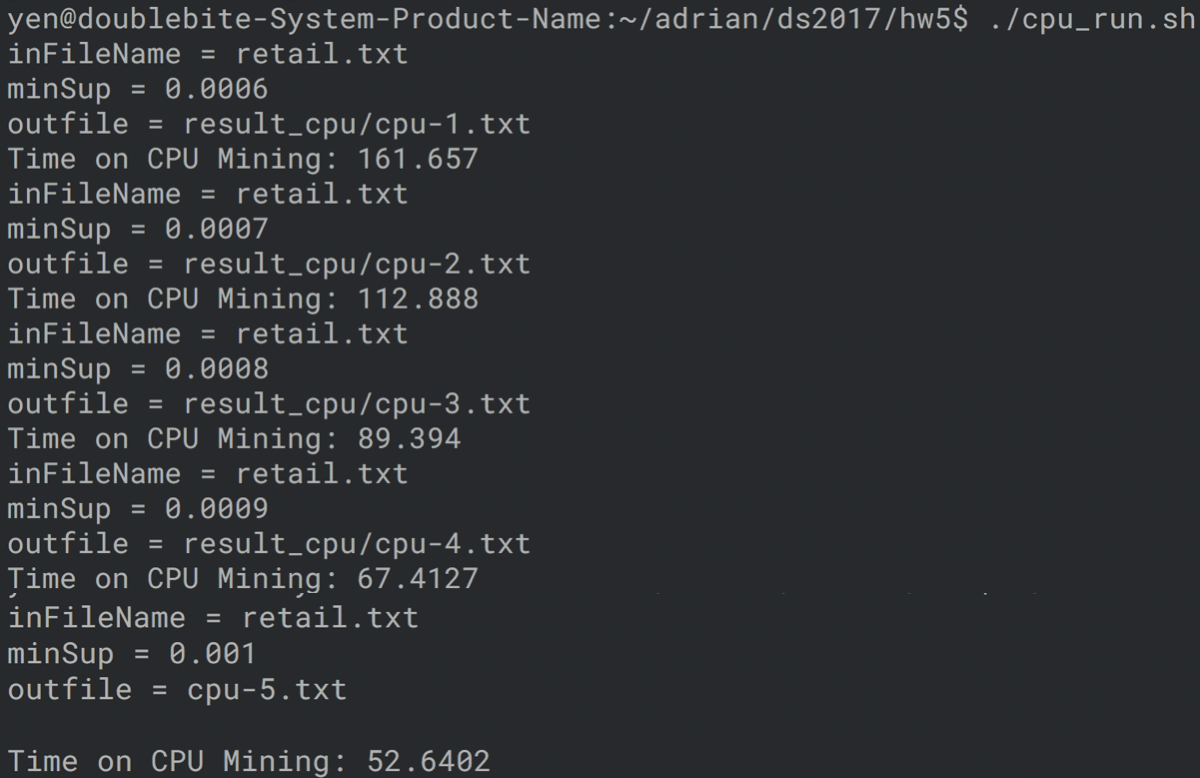 yen@doublebite-System-Product-Name:~/adrian/ds2017/hw5$ ./cpu_run.sh
inFileName = retail.txt
minSup = 0.0006
outfile = result_cpu/cpu-1.txt
Time on CPU Mining: 161.657
inFileName = retail.txt
minSup = 0.0007
outfile = result_cpu/cpu-2.txt
Time on CPU Mining: 112.888
inFileName = retail.txt
minSup = 0.0008
outfile = result_cpu/cpu-3.txt
Time on CPU Mining: 89.394
inFileName = retail.txt
minSup = 0.0009
outfile = result_cpu/cpu-4.txt
Time on CPU Mining: 67.4127
inFileName = retail.txt
minSup = 0.001
outfile = cpu-5.txt
Time on CPU Mining: 52.6402